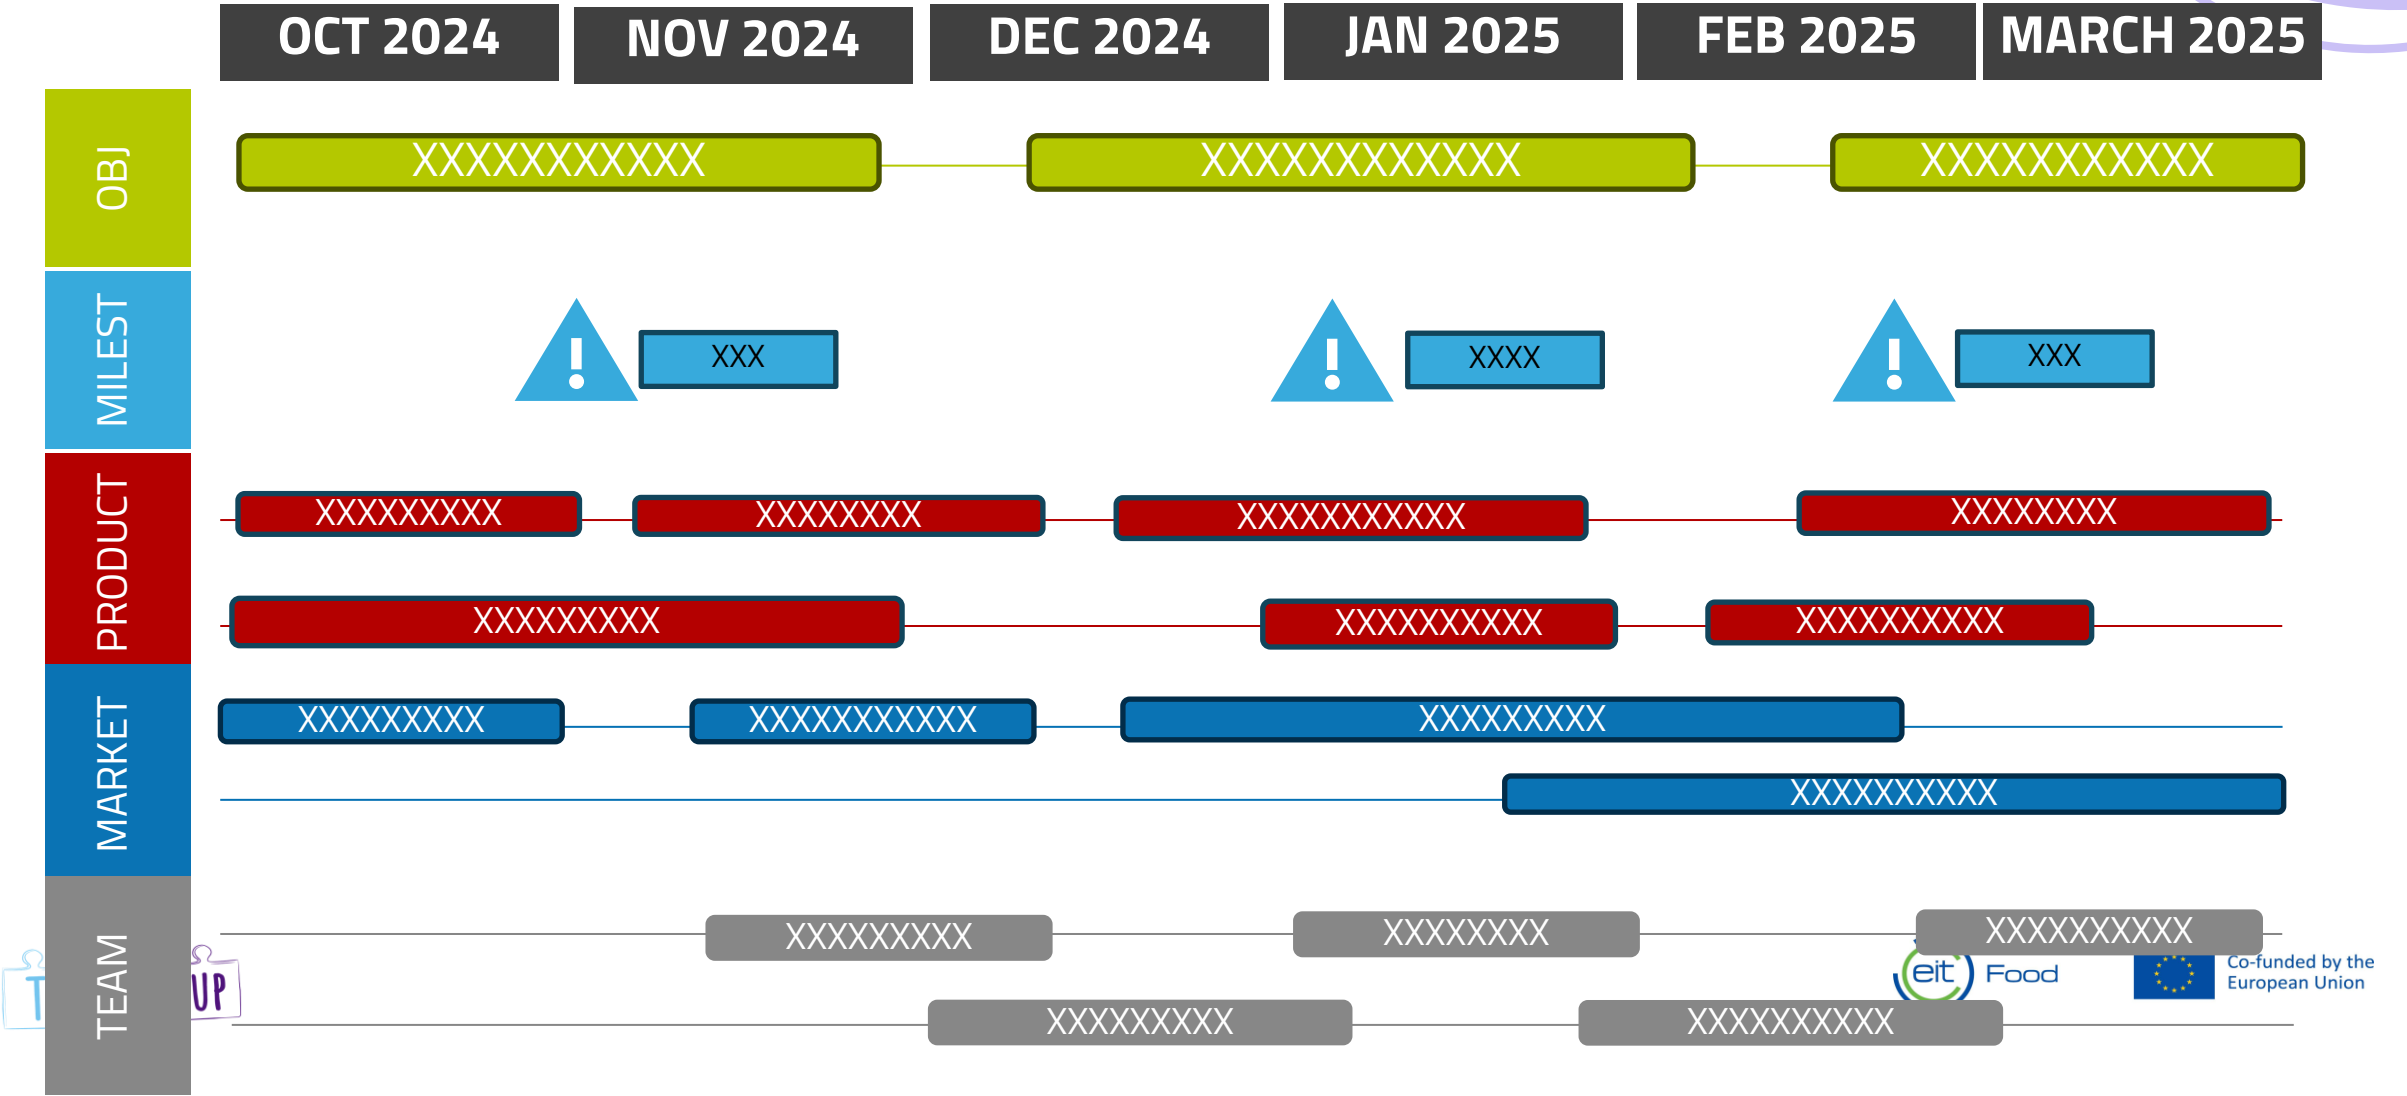 OCT 2024
NOV 2024
DEC 2024
JAN 2025
FEB 2025
MARCH 2025
OBJ
XXXXXXXXXXX
XXXXXXXXXXXX
XXXXXXXXXXX
MILEST
XXX
XXXX
XXX
PRODUCT
XXXXXXXXX
XXXXXXXX
XXXXXXXXXXX
XXXXXXXX
XXXXXXXXX
XXXXXXXXXX
XXXXXXXXXX
MARKET
XXXXXXXXX
XXXXXXXXXXX
XXXXXXXXX
XXXXXXXXXX
TEAM
XXXXXXXXX
XXXXXXXX
XXXXXXXXXX
XXXXXXXXX
XXXXXXXXXX
UP
eit Food
Co-funded by the
European Union